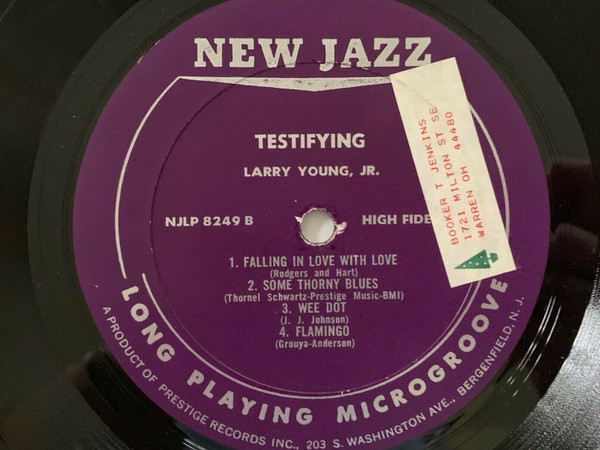 NEW JAZZ
TESTIFYING
LARRY YOUNG, JR.
NJLP 8249 B
HIGH FIDE
1. FALLING IN LOVE WITH LOVE
(Rodgers and Hart)
2. SOME THORNY BLUES
(Thornel Schwartz-Prestige Music-BMI)
3. WEE DOT
(J. J. Johnson)
4. FLAMINGO
(Grouya-Anderson)
LONG PLAYING MICROGROOVE
A PRODUCT OF PRESTIGE RECORDS INC., 203 S. WASHINGTON AVE., BERGENFIELD, N. J.
BOOKER T JENKINS
1721 MILTON ST SE
WARREN OH 44480